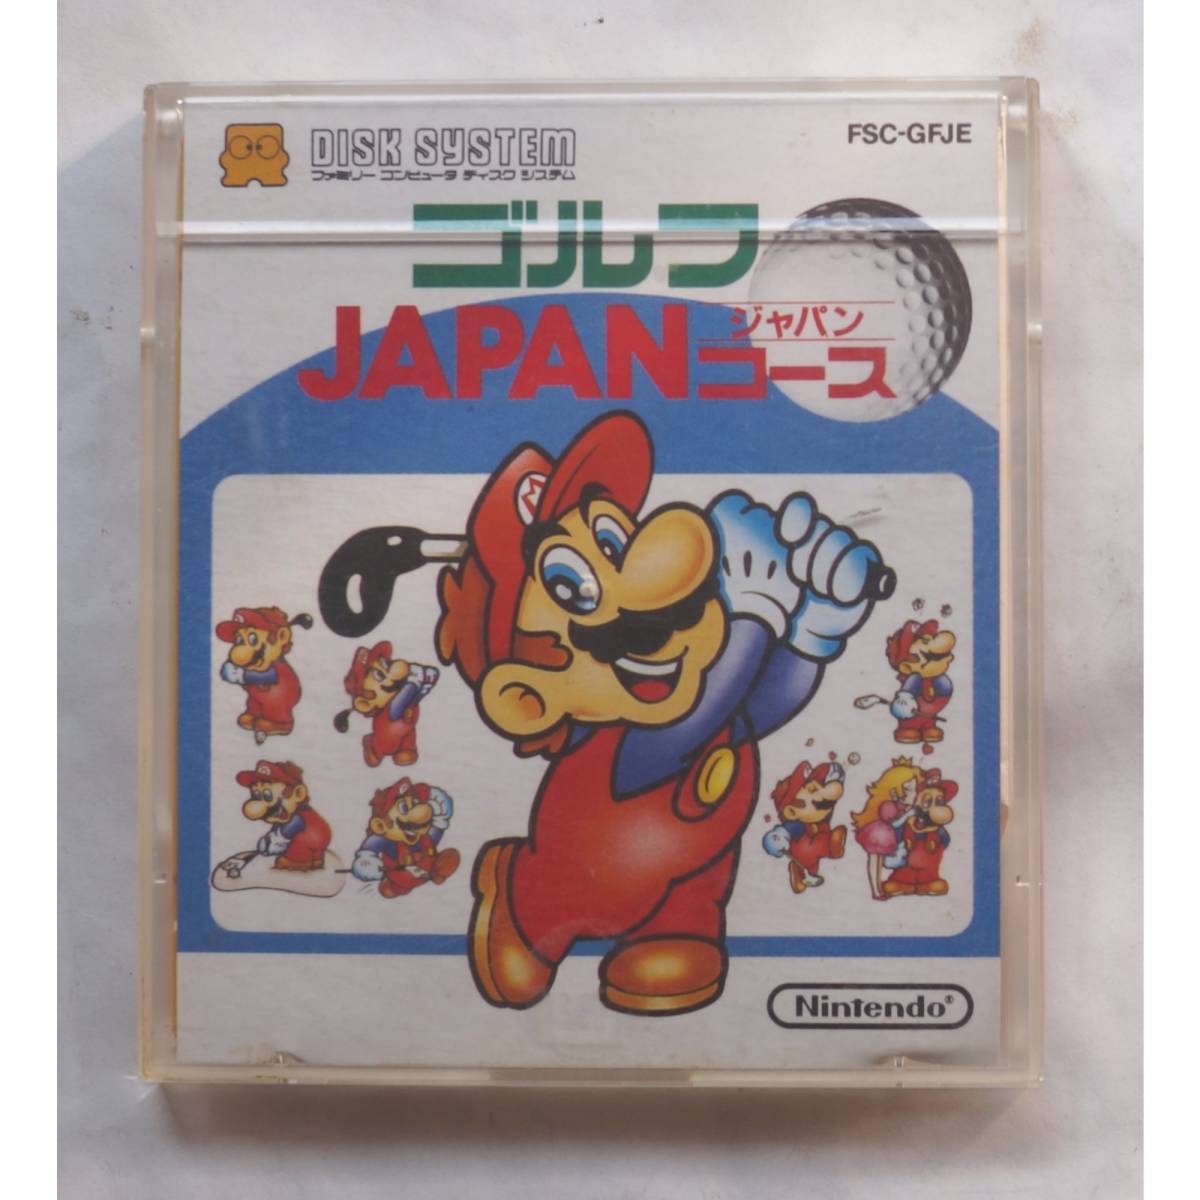 DISK SYSTEM
ファミリー コンピュータ ディスク システム
FSC-GFJE
ゴルフ
JAPAN
ジャパン
コース
M
Nintendo®